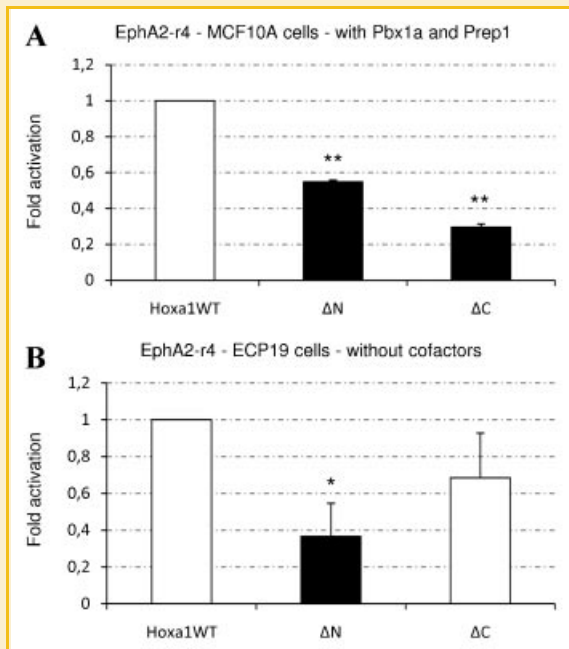 A
EphA2-r4 - MCF10A cells - with Pbx1a and Prep1
Fold activation
1,2
1
0,8
0,6
0,4
0,2
0
**
**
Hoxa1WT ΔN ΔC
B
EphA2-r4 - ECP19 cells - without cofactors
Fold activation
1,2
1
0,8
0,6
0,4
0,2
0
*
Hoxa1WT ΔN ΔC